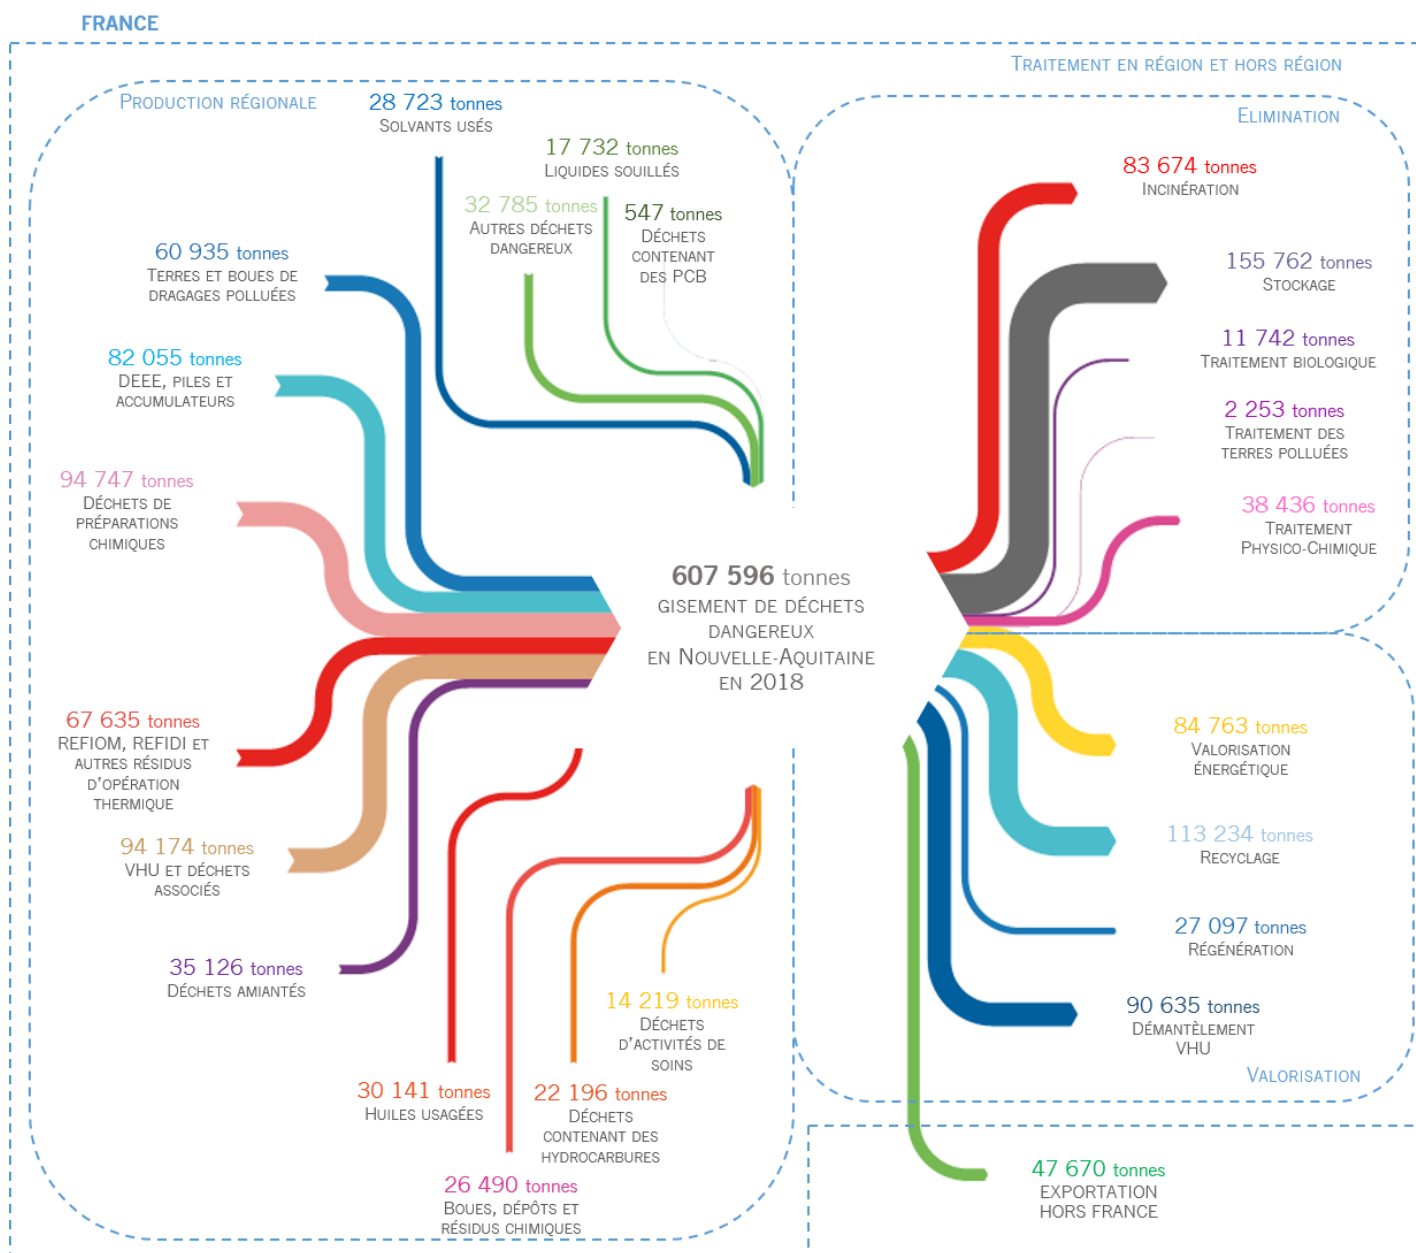 FRANCE
TRAITEMENT EN RÉGION ET HORS RÉGION
PRODUCTION RÉGIONALE
28 723 tonnes
SOLVANTS USÉS
17 732 tonnes
LIQUIDES SOUILLÉS
32 785 tonnes
AUTRES DÉCHETS
DANGEREUX
547 tonnes
DÉCHETS
CONTENANT
DES PCB
60 935 tonnes
TERRES ET BOUES DE
DRAGAGES POLLUÉES
82 055 tonnes
DEEE, PILES ET
ACCUMULATEURS
94 747 tonnes
DÉCHETS DE
PRÉPARATIONS
CHIMIQUES
67 635 tonnes
REFIOM, REFIDI ET
AUTRES RÉSIDUS
D'OPÉRATION
THERMIQUE
94 174 tonnes
VHU ET DÉCHETS
ASSOCIÉS
35 126 tonnes
DÉCHETS AMIANTÉS
30 141 tonnes
HUILES USAGÉES
26 490 tonnes
BOUES, DÉPÔTS ET
RÉSIDUS CHIMIQUES
22 196 tonnes
DÉCHETS
CONTENANT DES
HYDROCARBURES
14 219 tonnes
DÉCHETS
D'ACTIVITÉS DE
SOINS
607 596 tonnes
GISEMENT DE DÉCHETS
DANGEREUX
EN NOUVELLE-AQUITAINE
EN 2018
ELIMINATION
83 674 tonnes
INCINÉRATION
155 762 tonnes
STOCKAGE
11 742 tonnes
TRAITEMENT BIOLOGIQUE
2 253 tonnes
TRAITEMENT DES
TERRES POLLUÉES
38 436 tonnes
TRAITEMENT
PHYSICO-CHIMIQUE
84 763 tonnes
VALORISATION
ÉNERGÉTIQUE
113 234 tonnes
RECYCLAGE
27 097 tonnes
RÉGÉNÉRATION
90 635 tonnes
DÉMANTÈLEMENT
VHU
VALORISATION
47 670 tonnes
EXPORTATION
HORS FRANCE